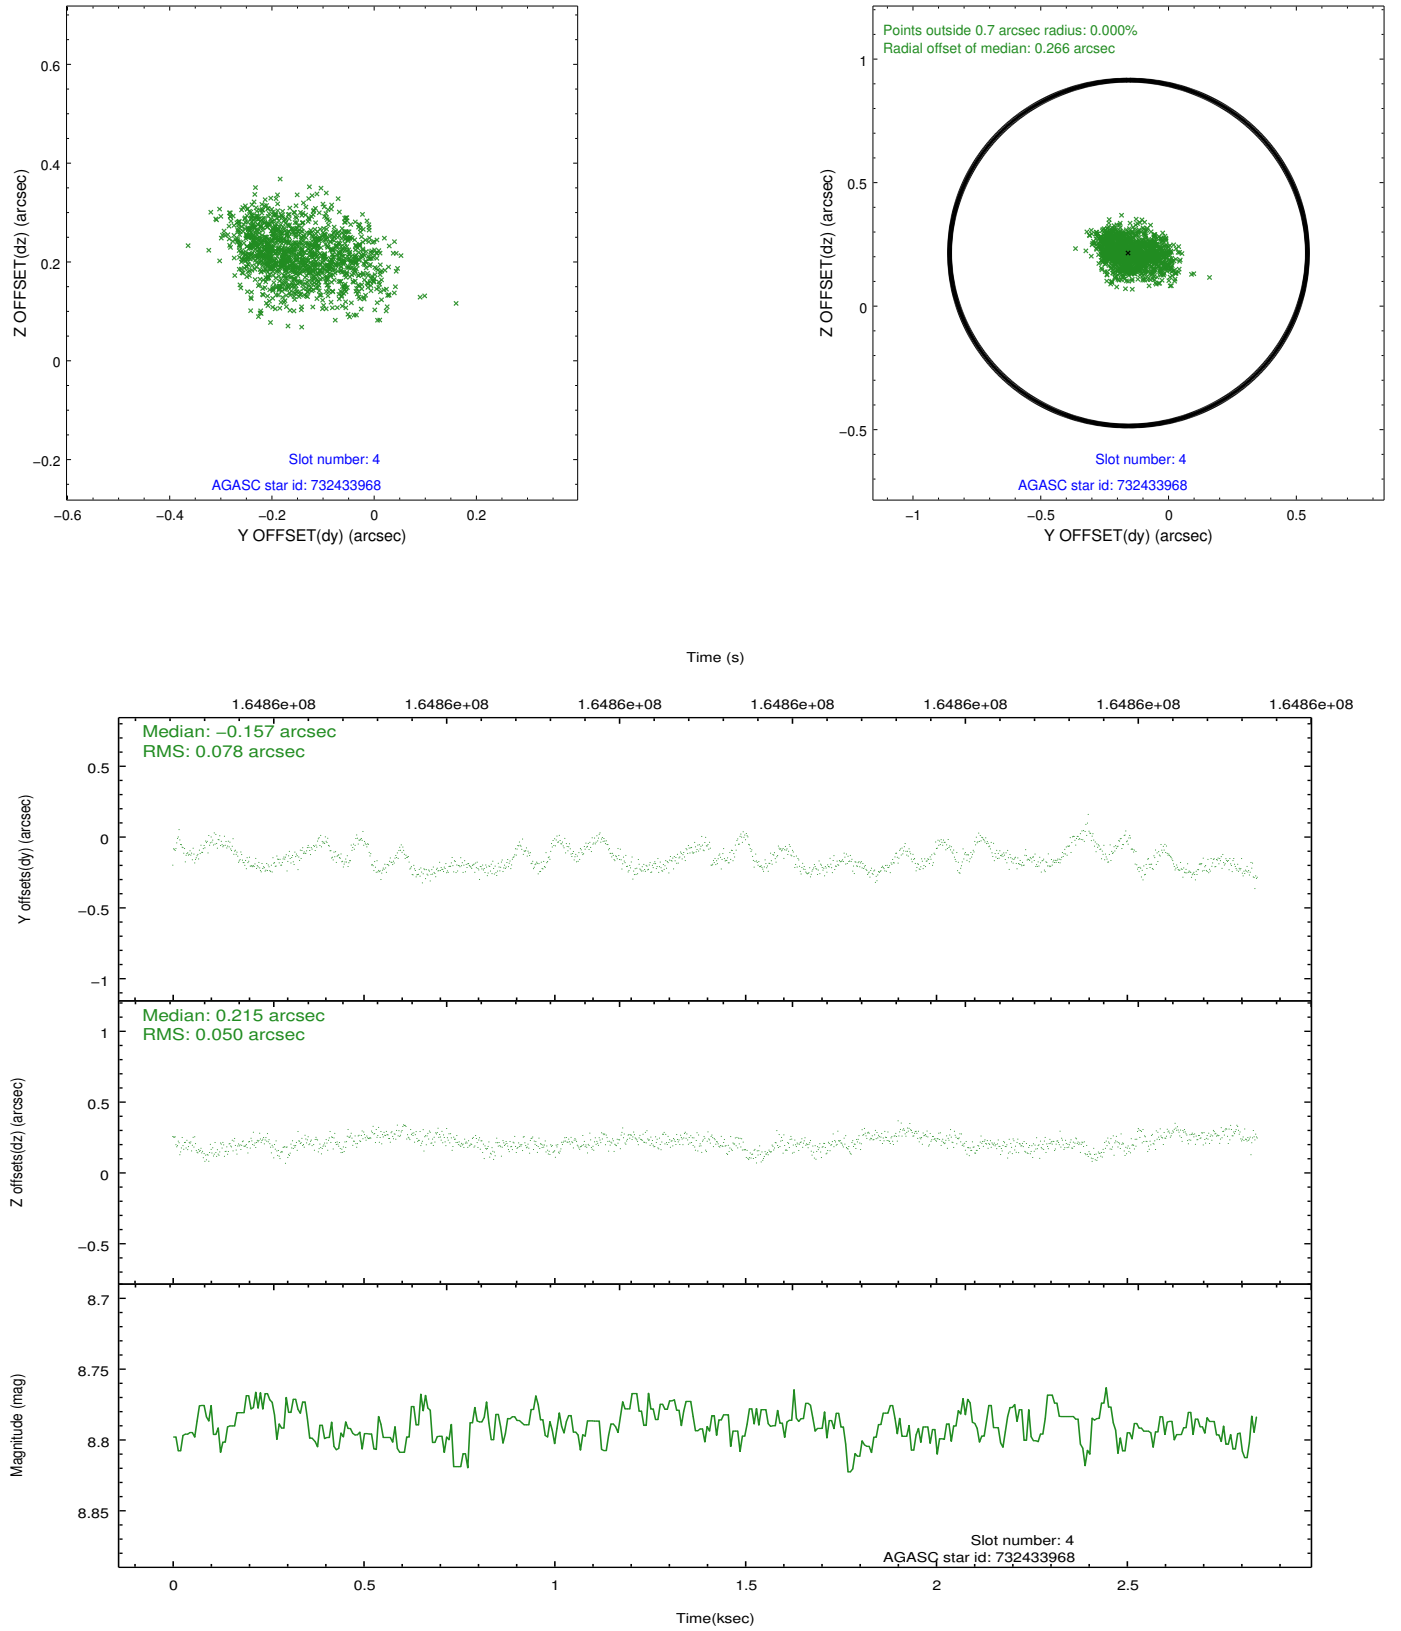 0.6
0.4
0.2
0
−0.2
Z OFFSET(dz) (arcsec)
Slot number: 4
AGASC star id: 732433968
−0.6 −0.4 −0.2 0 0.2
Y OFFSET(dy) (arcsec)
Points outside 0.7 arcsec radius: 0.000%
Radial offset of median: 0.266 arcsec
1
0.5
0
−0.5
Z OFFSET(dz) (arcsec)
Slot number: 4
AGASC star id: 732433968
−1 −0.5 0 0.5
Y OFFSET(dy) (arcsec)
Time (s)
1.6486e+08 1.6486e+08 1.6486e+08 1.6486e+08 1.6486e+08 1.6486e+08 1.6486e+08
Median: −0.157 arcsec
RMS: 0.078 arcsec
0.5
0
−0.5
−1
Y offsets(dy) (arcsec)
Median: 0.215 arcsec
RMS: 0.050 arcsec
1
0.5
0
−0.5
Z offsets(dz) (arcsec)
8.7
8.75
8.8
8.85
Magnitude (mag)
Slot number: 4
AGASC star id: 732433968
0 0.5 1 1.5 2 2.5
Time(ksec)